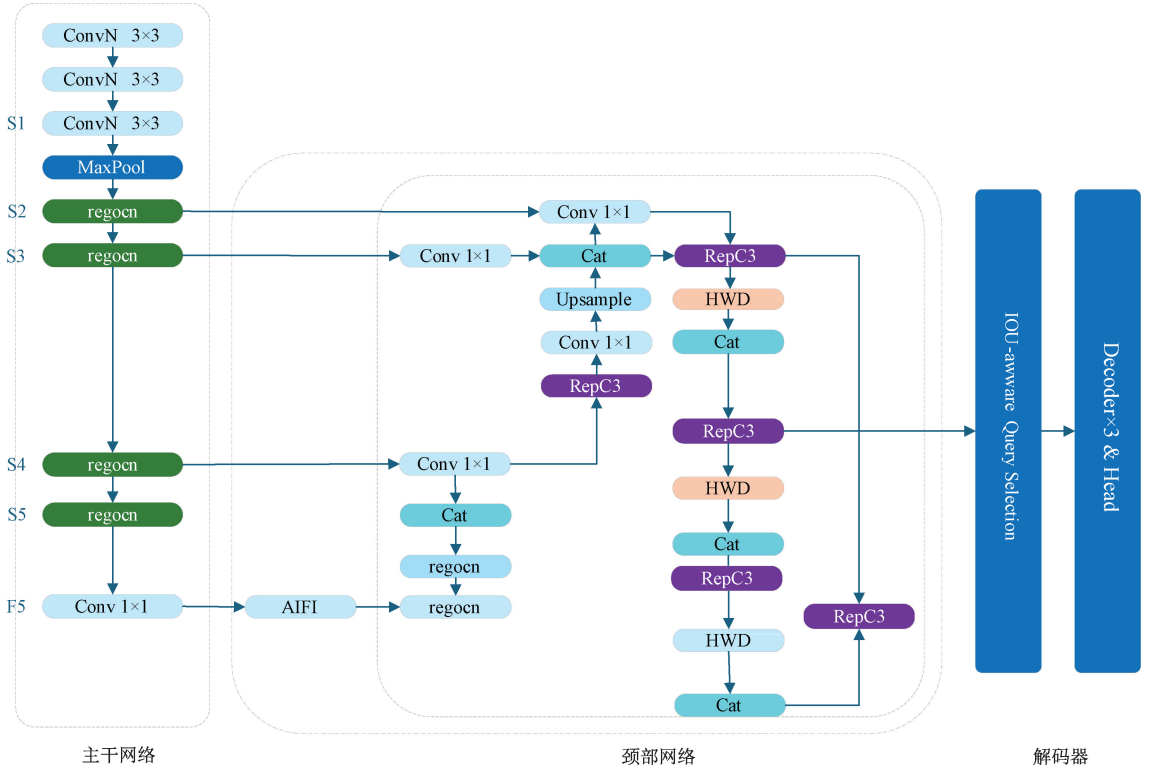 ConvN 3×3
ConvN 3×3
S1
ConvN 3×3
MaxPool
S2
regocn
S3
regocn
S4
regocn
S5
regocn
F5
Conv 1×1
AIFI
Conv 1×1
Conv 1×1
Cat
Upsample
Conv 1×1
RepC3
Conv 1×1
Cat
regocn
regocn
RepC3
HWD
Cat
RepC3
HWD
Cat
RepC3
HWD
Cat
RepC3
IOU-awware Query Selection
Decoder×3 & Head
主干网络
颈部网络
解码器